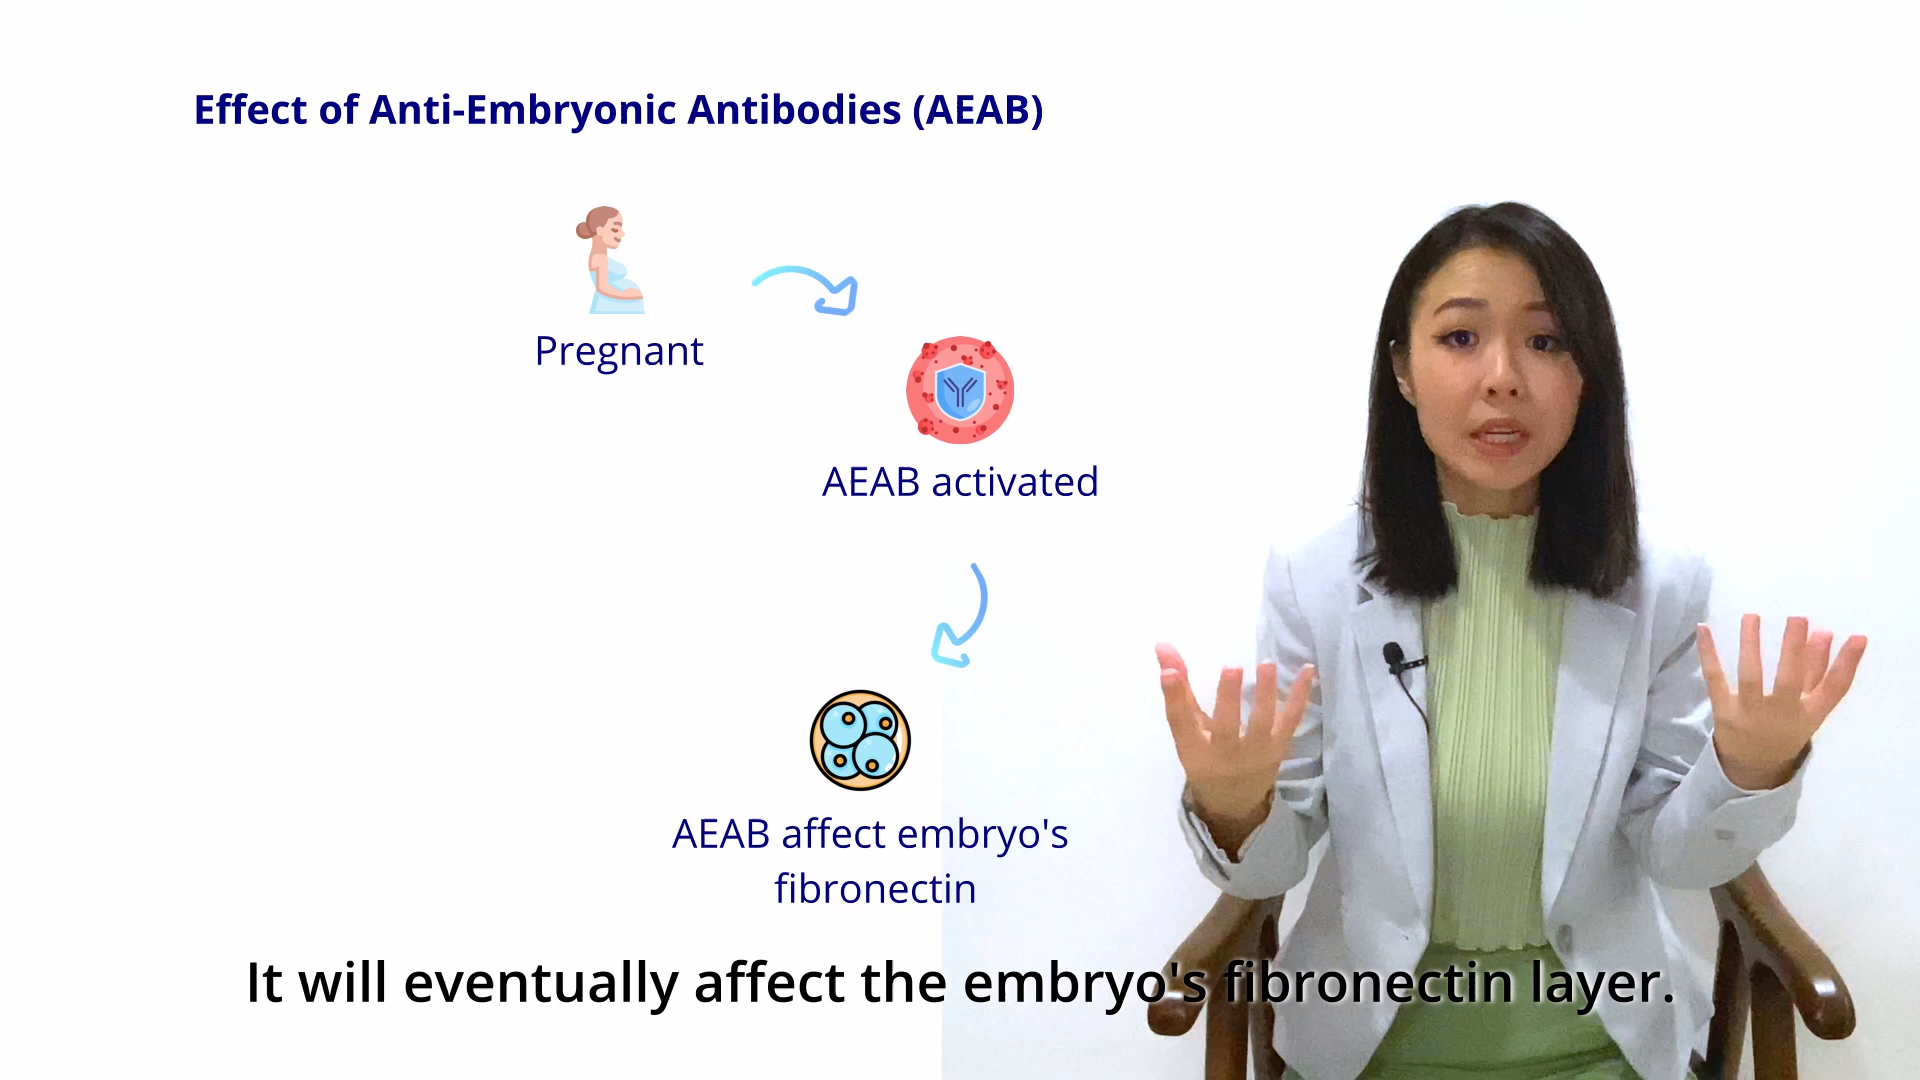 Effect of Anti-Embryonic Antibodies (AEAB)
Pregnant
AEAB activated
AEAB affect embryo's
fibronectin
It will eventually affect the embryo's fibronectin layer.